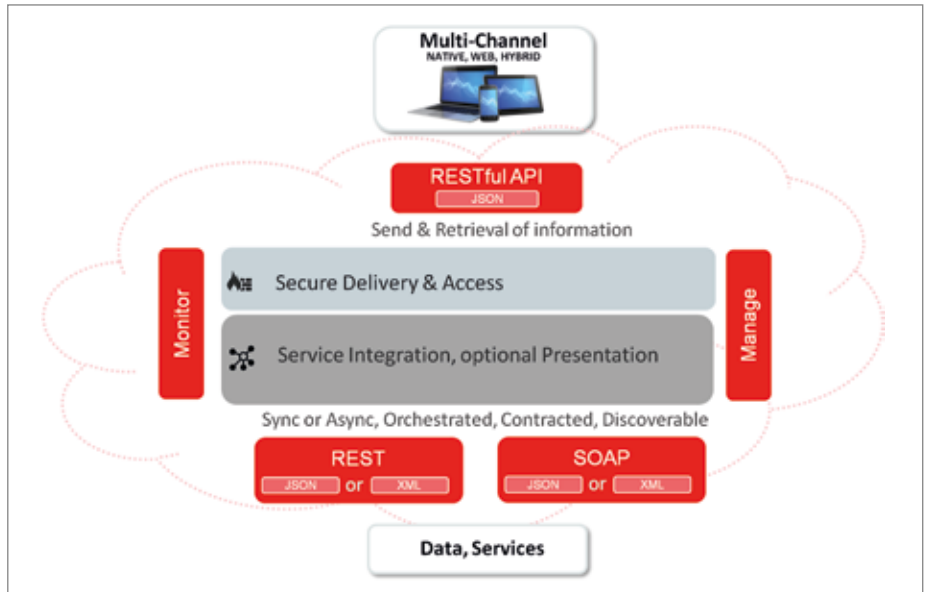 Multi-Channel
NATIVE, WEB, HYBRID
RESTful API
JSON
Send & Retrieval of information
Monitor
Secure Delivery & Access
Service Integration, optional Presentation
Manage
Sync or Async, Orchestrated, Contracted, Discoverable
REST
JSON or XML
SOAP
JSON or XML
Data, Services